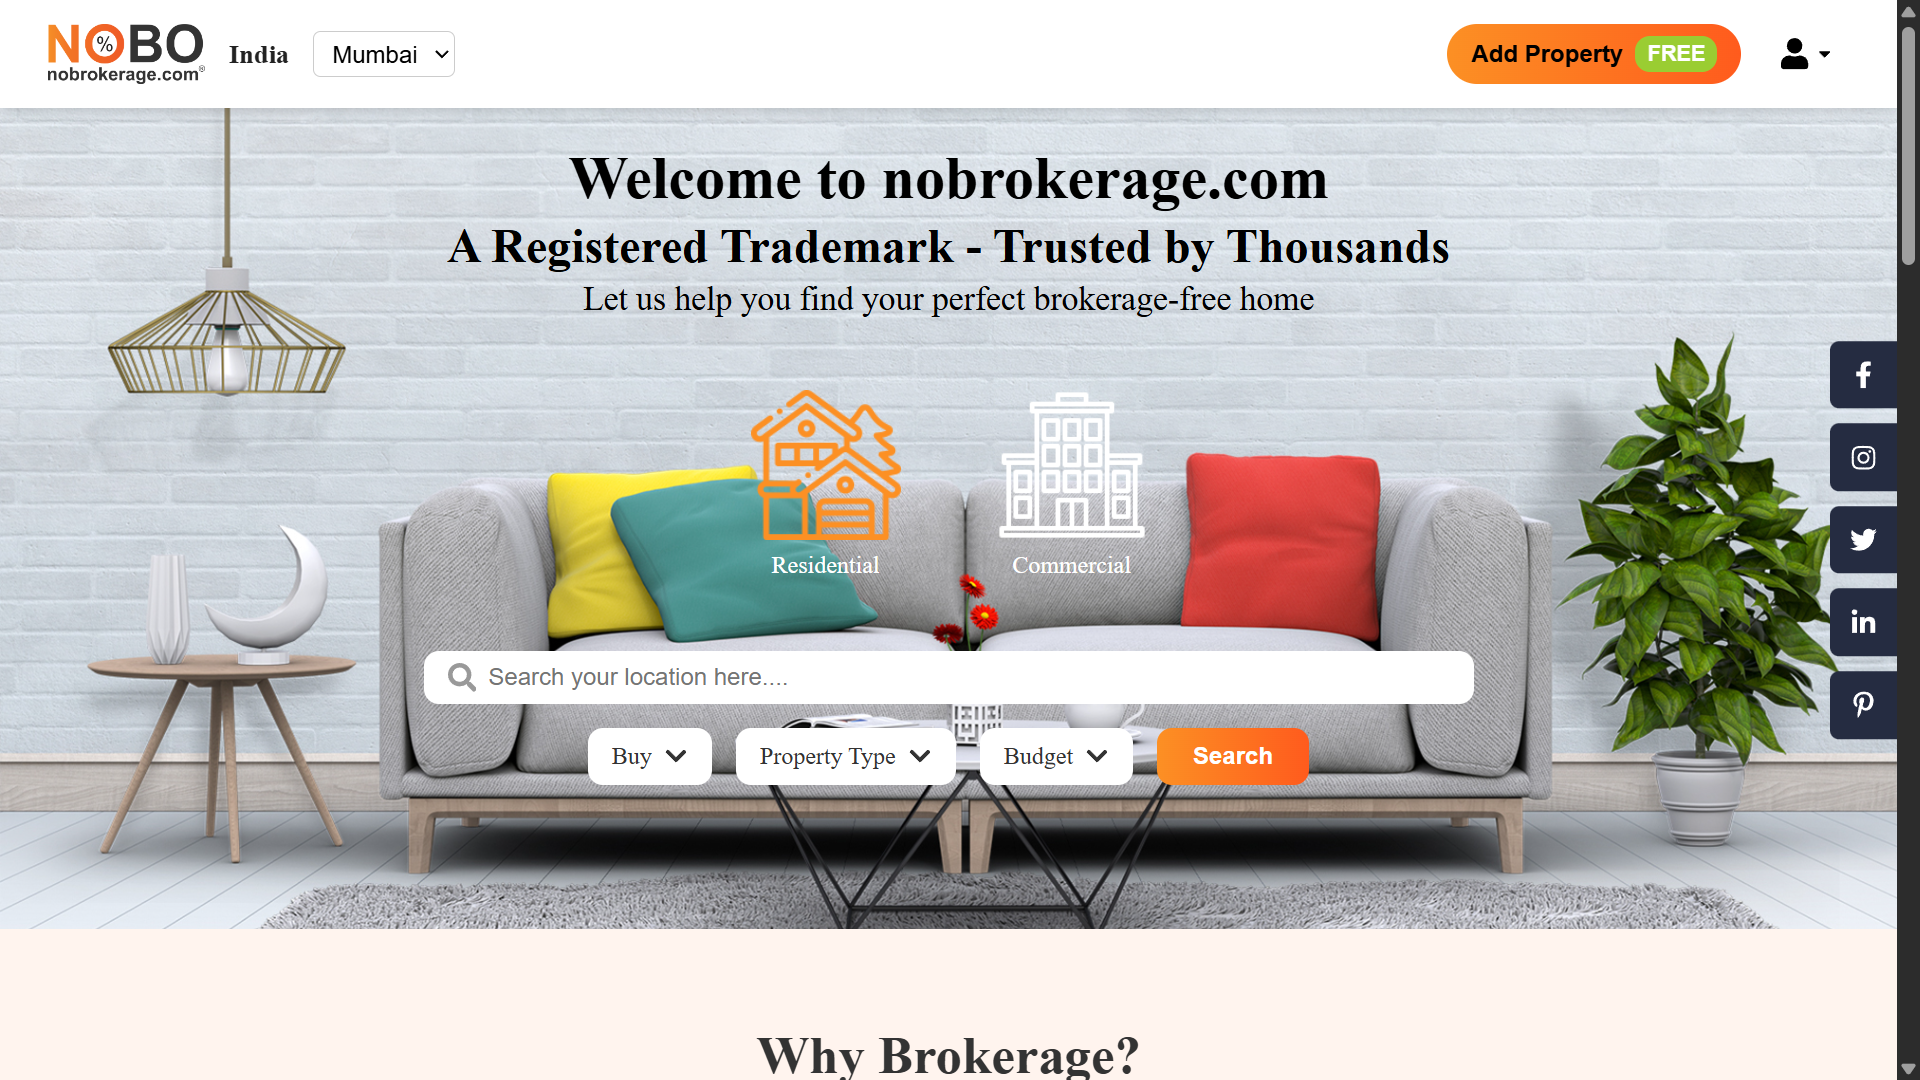 NOBO
%
nobrokerage.com®
India
Mumbai
Add Property FREE
Welcome to nobrokerage.com
A Registered Trademark - Trusted by Thousands
Let us help you find your perfect brokerage-free home
Residential
Commercial
Search your location here....
Buy
Property Type
Budget
Search
Why Brokerage?